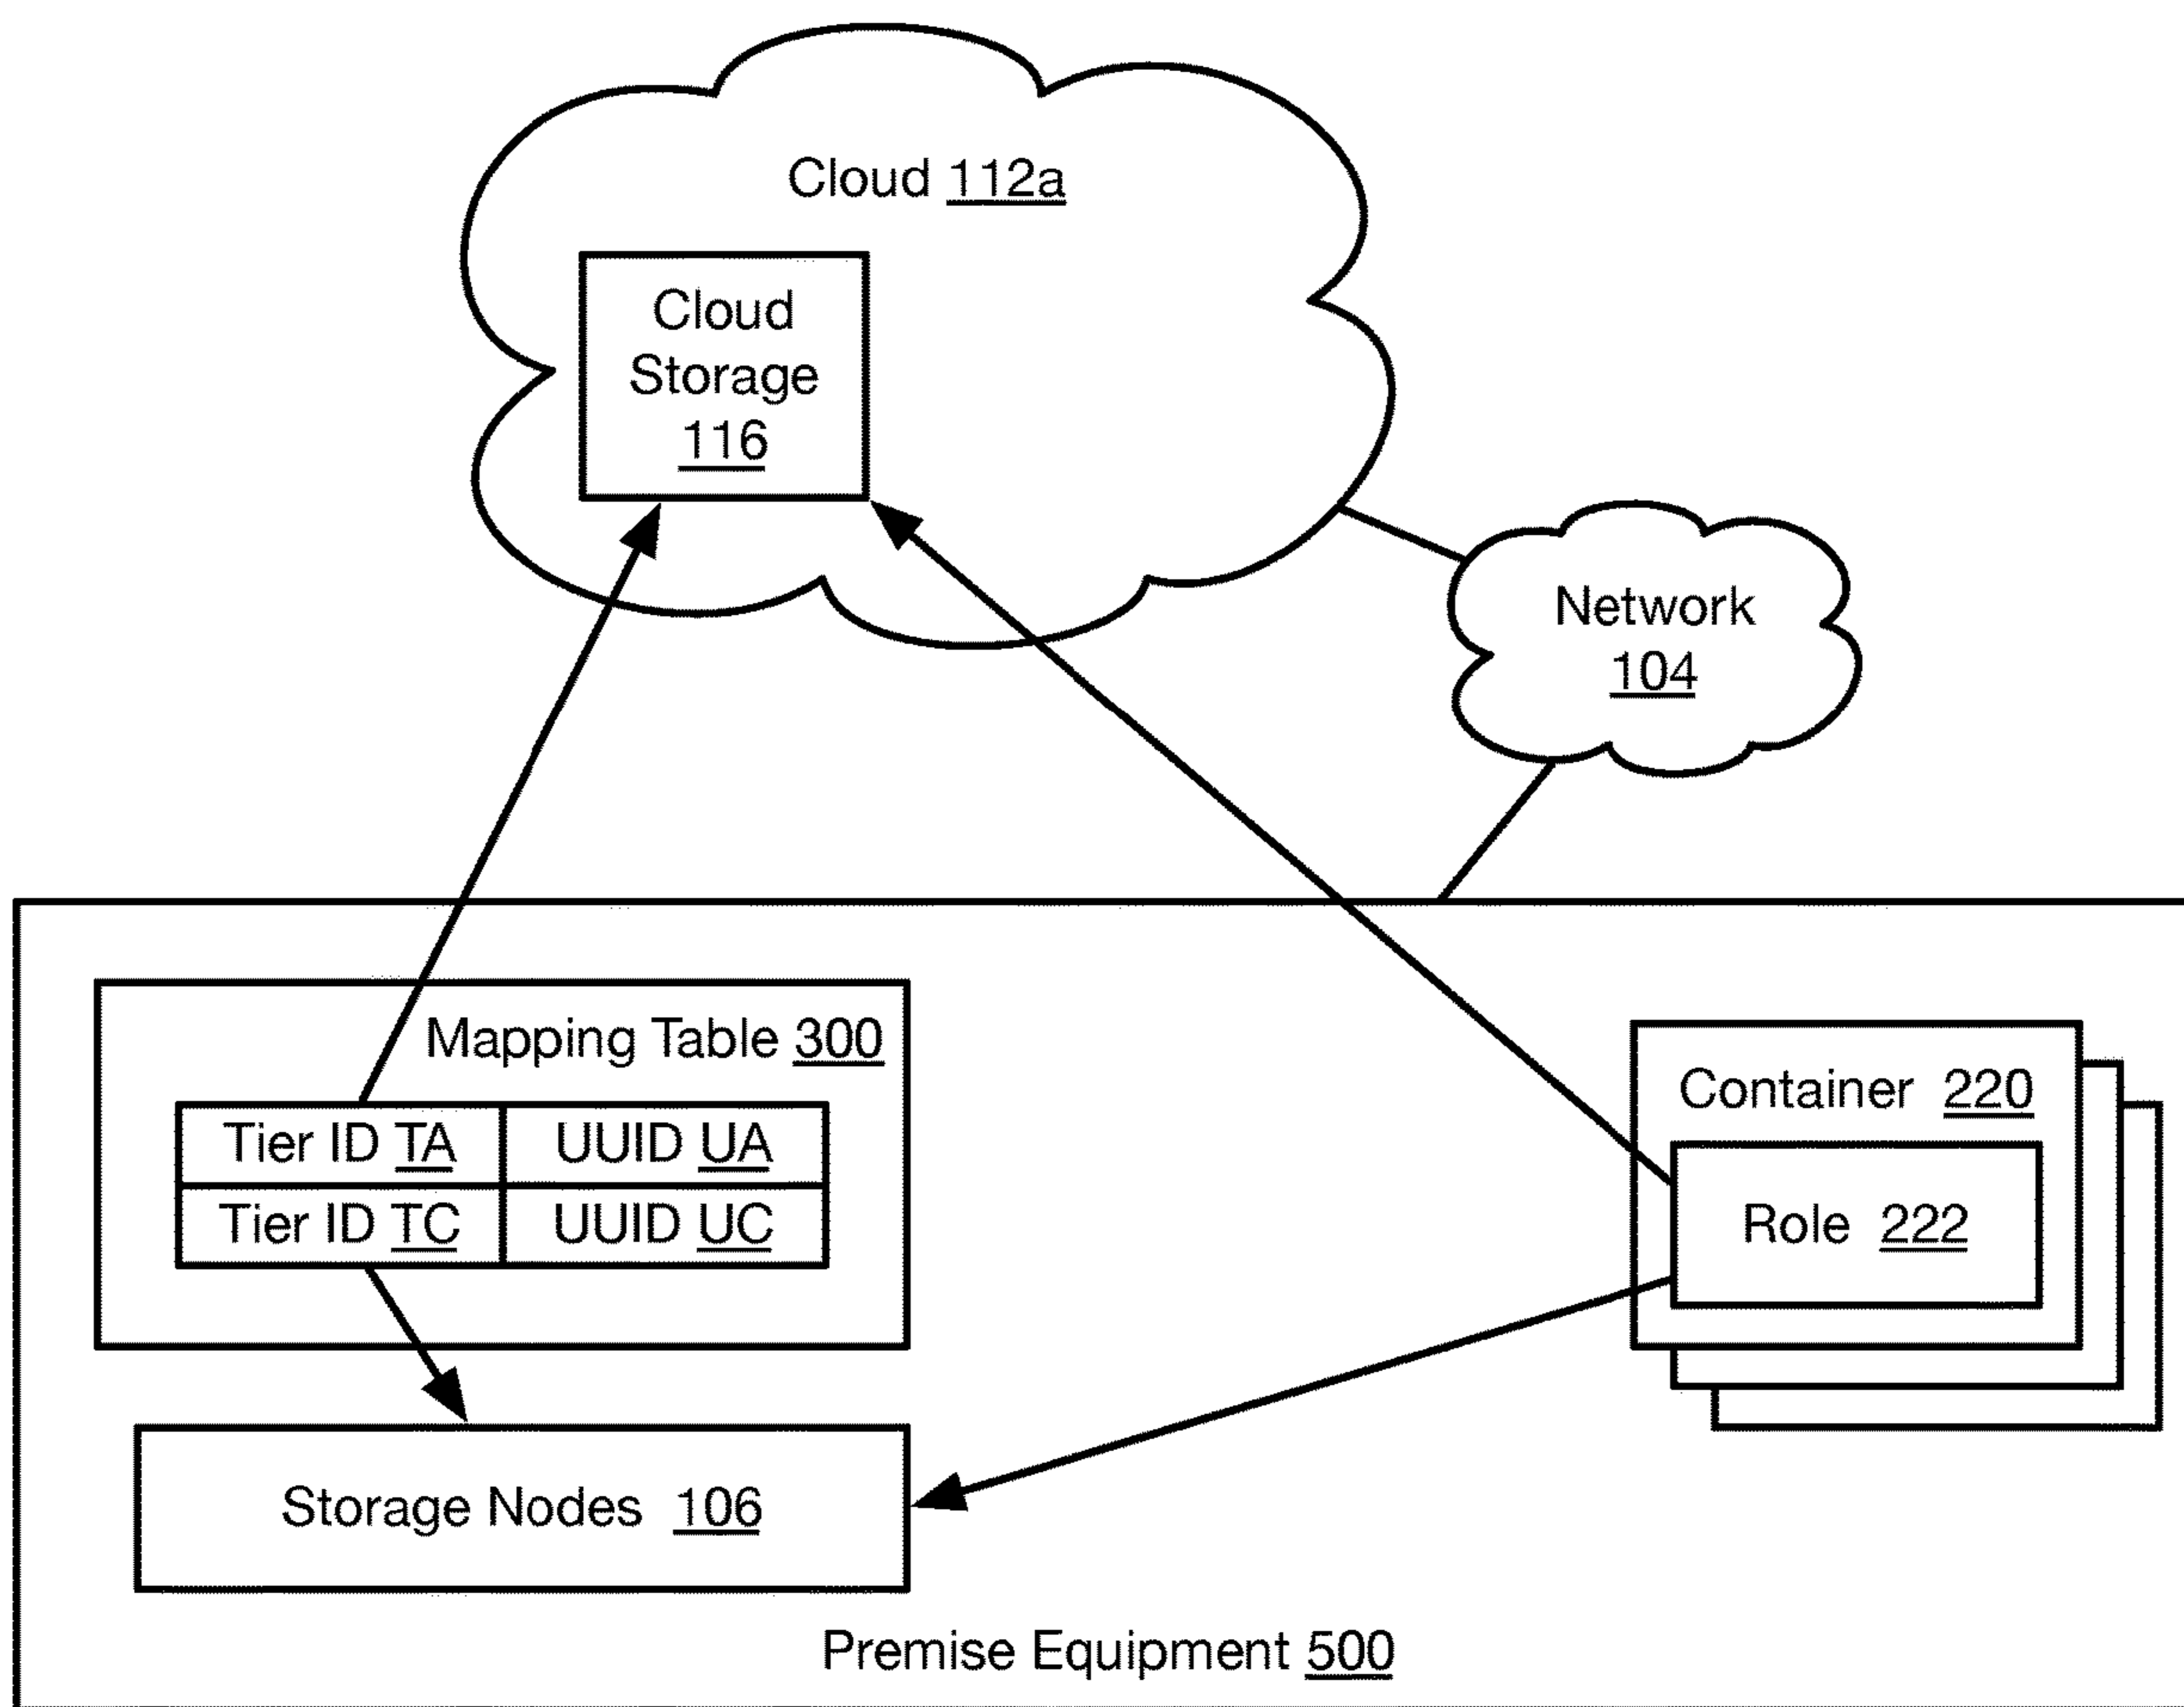 Cloud 112a
Cloud
Storage
116
Network
104
Mapping Table 300
Tier ID TA UUID UA
Tier ID TC UUID UC
Container 220
Role 222
Storage Nodes 106
Premise Equipment 500